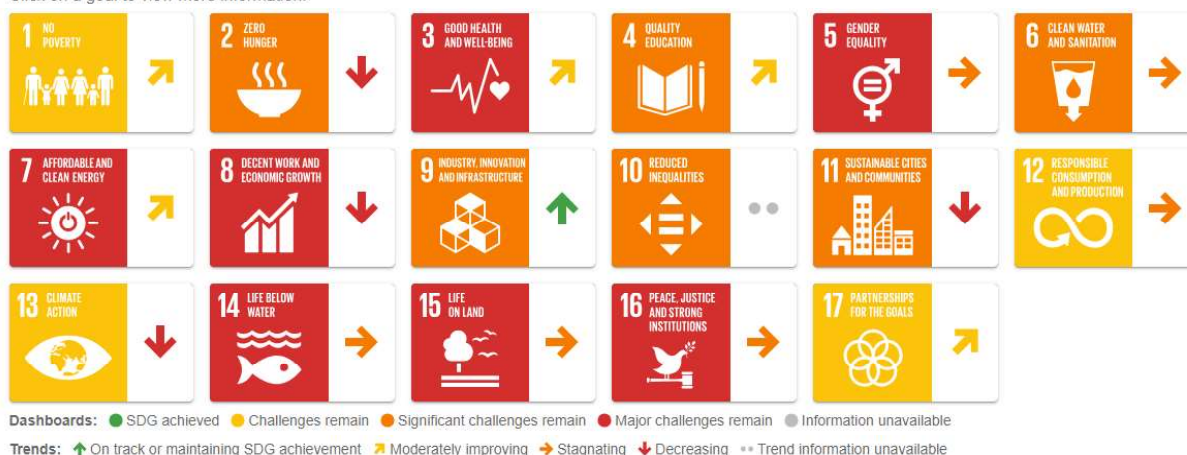 1 NO
POVERTY
2 ZERO
HUNGER
3 GOOD HEALTH
AND WELL-BEING
4 QUALITY
EDUCATION
5 GENDER
EQUALITY
6 CLEAN WATER
AND SANITATION
7 AFFORDABLE AND
CLEAN ENERGY
8 DECENT WORK AND
ECONOMIC GROWTH
9 INDUSTRY, INNOVATION
AND INFRASTRUCTURE
10 REDUCED
INEQUALITIES
11 SUSTAINABLE CITIES
AND COMMUNITIES
12 RESPONSIBLE
CONSUMPTION
AND PRODUCTION
13 CLIMATE
ACTION
14 LIFE BELOW
WATER
15 LIFE
ON LAND
16 PEACE, JUSTICE
AND STRONG
INSTITUTIONS
17 PARTNERSHIPS
FOR THE GOALS
Dashboards: SDG achieved Challenges remain Significant challenges remain Major challenges remain Information unavailable
Trends: On track or maintaining SDG achievement Moderately improving Stagnating Decreasing Trend information unavailable